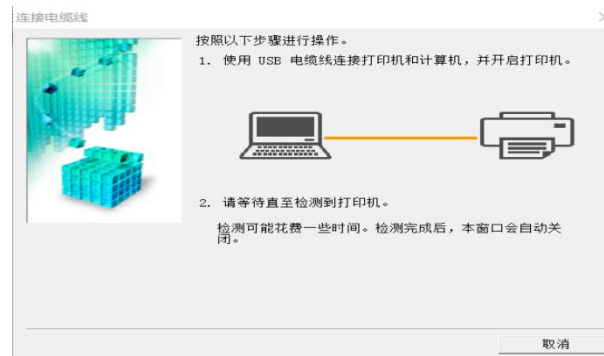 连接电缆线
按照以下步骤进行操作。
1. 使用 USB 电缆线连接打印机和计算机，并开启打印机。
2. 请等待直至检测到打印机。
检测可能花费一些时间。检测完成后，本窗口会自动关
闭。
取消